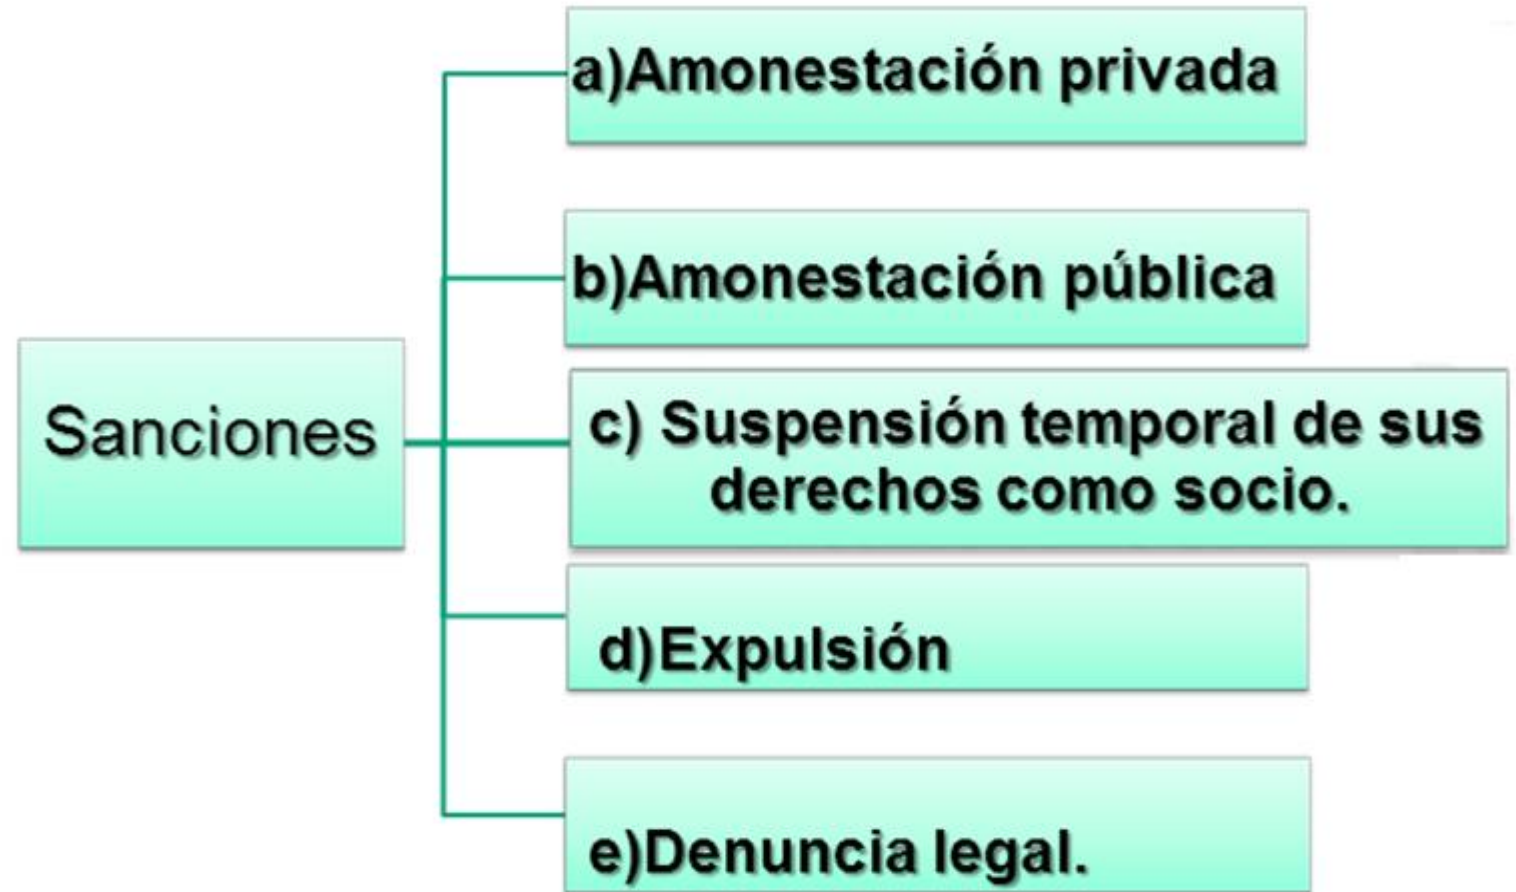 Sanciones
a)Amonestación privada
b)Amonestación pública
c) Suspensión temporal de sus
derechos como socio.
d)Expulsión
e)Denuncia legal.